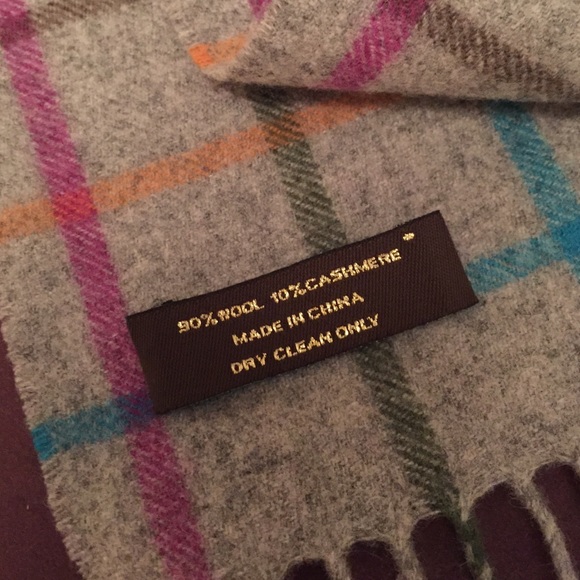 90%WOOL 10%CASHMERE*
MADE IN CHINA
DRY CLEAN ONLY